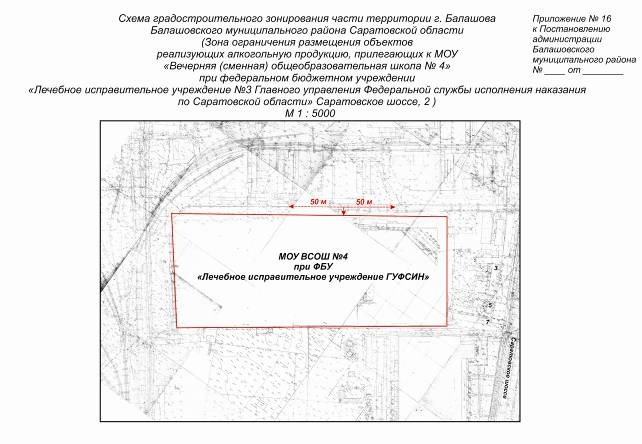 Схема градостроительного зонирования части территории г. Балашова
Балашовского муниципального района Саратовской области
(Зона ограничения размещения объектов
реализующих алкогольную продукцию, прилегающих к МОУ
«Вечерняя (сменная) общеобразовательная школа № 4»
при федеральном бюджетном учреждении
«Лечебное исправительное учреждение №3 Главного управления Федеральной службы исполнения наказания
по Саратовской области» Саратовское шоссе, 2 )
М 1 : 5000
Приложение № 16
к Постановлению
администрации
Балашовского
муниципального района
№ ____ от ________
50 м 50 м
МОУ ВСОШ №4
при ФБУ
«Лечебное исправительное учреждение ГУФСИН»
3
5
7
Саратовское шоссе